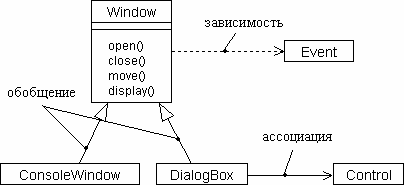 Window
зависимость
open()
close()
move()
display()
Event
обобщение
ассоциация
ConsoleWindow
DialogBox
Control